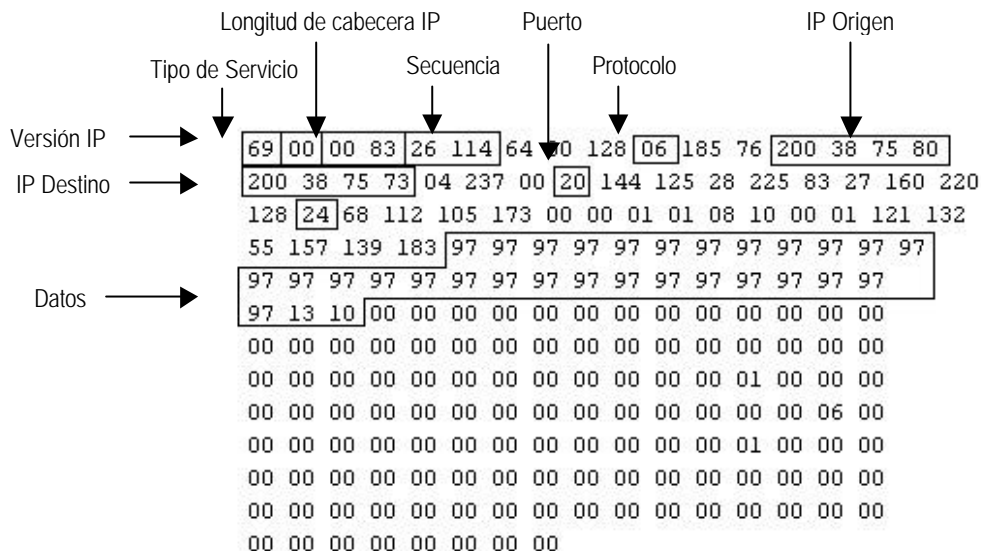 Longitud de cabecera IP Puerto IP Origen
Tipo de Servicio Secuencia Protocolo
Versión IP
69 00 00 83 26 114 64 00 128 06 185 76 200 38 75 80
IP Destino
200 38 75 73 04 237 00 20 144 125 28 225 83 27 160 220
128 24 68 112 105 173 00 00 01 01 08 10 00 01 121 132
55 157 139 183 97 97 97 97 97 97 97 97 97 97 97 97
97 97 97 97 97 97 97 97 97 97 97 97 97 97 97 97
Datos
97 13 10 00 00 00 00 00 00 00 00 00 00 00 00 00
00 00 00 00 00 00 00 00 00 00 00 00 00 00 00 00
00 00 00 00 00 00 00 00 00 00 00 00 01 00 00 00
00 00 00 00 00 00 00 00 00 00 00 00 00 00 06 00
00 00 00 00 00 00 00 00 00 00 00 00 01 00 00 00
00 00 00 00 00 00 00 00 00 00 00 00 00 00 00 00
00 00 00 00 00 00 00 00 00 00 00 00 00 00 00 00
00 00 00 00 00 00 00 00